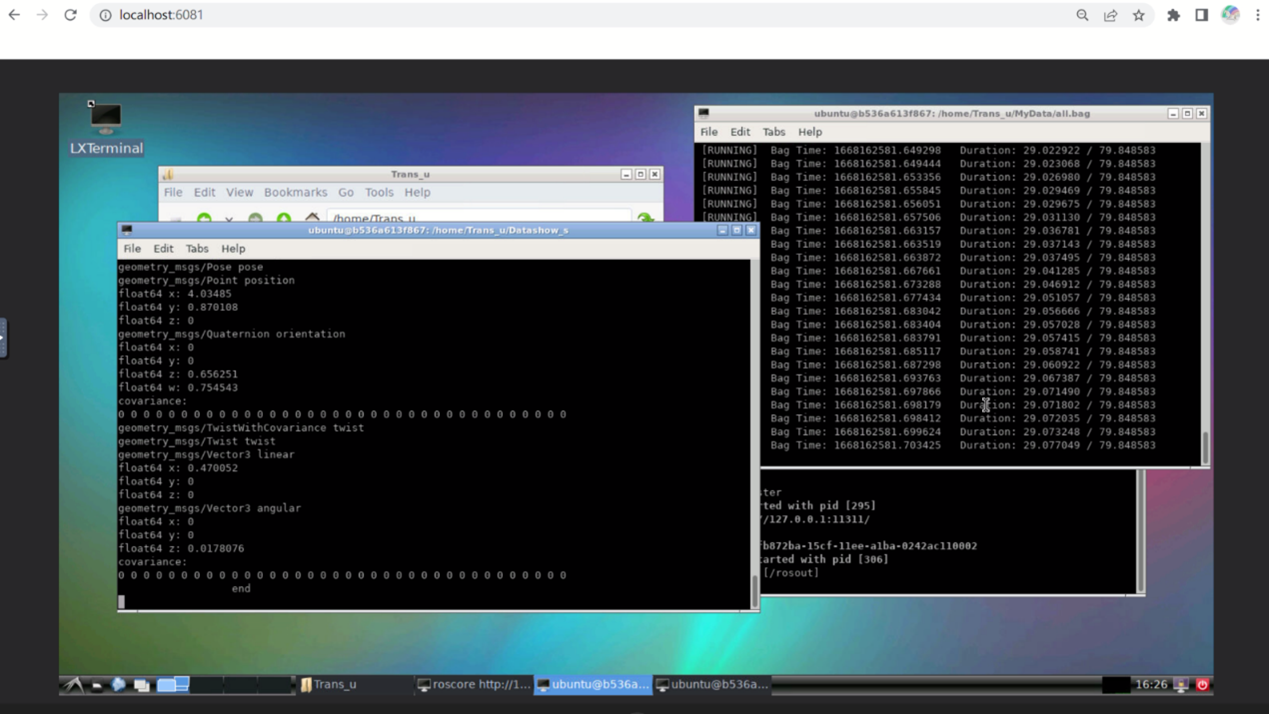 localhost:6081
LXTerminal
Trans_u
File Edit View Bookmarks Go Tools Help
/home/Trans_u
ubuntu@b536a613f867: /home/Trans_u/Datashow_s
File Edit Tabs Help
geometry_msgs/Pose pose
geometry_msgs/Point position
float64 x: 4.03485
float64 y: 0.870108
float64 z: 0
geometry_msgs/Quaternion orientation
float64 x: 0
float64 y: 0
float64 z: 0.656251
float64 w: 0.754543
covariance:
0 0 0 0 0 0 0 0 0 0 0 0 0 0 0 0 0 0 0 0 0 0 0 0 0 0 0 0 0 0 0 0 0 0 0 0
geometry_msgs/TwistWithCovariance twist
geometry_msgs/Twist twist
geometry_msgs/Vector3 linear
float64 x: 0.470052
float64 y: 0
float64 z: 0
geometry_msgs/Vector3 angular
float64 x: 0
float64 y: 0
float64 z: 0.0178076
covariance:
0 0 0 0 0 0 0 0 0 0 0 0 0 0 0 0 0 0 0 0 0 0 0 0 0 0 0 0 0 0 0 0 0 0 0 0
end
ubuntu@b536a613f867: /home/Trans_u/MyData/all.bag
File Edit Tabs Help
[RUNNING] Bag Time: 1668162581.649298 Duration: 29.022922 / 79.848583
[RUNNING] Bag Time: 1668162581.649444 Duration: 29.023068 / 79.848583
[RUNNING] Bag Time: 1668162581.653356 Duration: 29.026980 / 79.848583
[RUNNING] Bag Time: 1668162581.655845 Duration: 29.029469 / 79.848583
[RUNNING] Bag Time: 1668162581.656051 Duration: 29.029675 / 79.848583
[RUNNING] Bag Time: 1668162581.657506 Duration: 29.031130 / 79.848583
Bag Time: 1668162581.663157 Duration: 29.036781 / 79.848583
Bag Time: 1668162581.663519 Duration: 29.037143 / 79.848583
Bag Time: 1668162581.663872 Duration: 29.037495 / 79.848583
Bag Time: 1668162581.667661 Duration: 29.041285 / 79.848583
Bag Time: 1668162581.673288 Duration: 29.046912 / 79.848583
Bag Time: 1668162581.677434 Duration: 29.051057 / 79.848583
Bag Time: 1668162581.683042 Duration: 29.056666 / 79.848583
Bag Time: 1668162581.683404 Duration: 29.057028 / 79.848583
Bag Time: 1668162581.683791 Duration: 29.057415 / 79.848583
Bag Time: 1668162581.685117 Duration: 29.058741 / 79.848583
Bag Time: 1668162581.687298 Duration: 29.060922 / 79.848583
Bag Time: 1668162581.693763 Duration: 29.067387 / 79.848583
Bag Time: 1668162581.697866 Duration: 29.071490 / 79.848583
Bag Time: 1668162581.698179 Duration: 29.071802 / 79.848583
Bag Time: 1668162581.698412 Duration: 29.072035 / 79.848583
Bag Time: 1668162581.699624 Duration: 29.073248 / 79.848583
Bag Time: 1668162581.703425 Duration: 29.077049 / 79.848583
ter
rted with pid [295]
/127.0.0.1:11311/
fb872ba-15cf-11ee-a1ba-0242ac110002
arted with pid [306]
[/rosout]
Trans_u
roscore http://1...
ubuntu@b536a...
ubuntu@b536a...
16:26